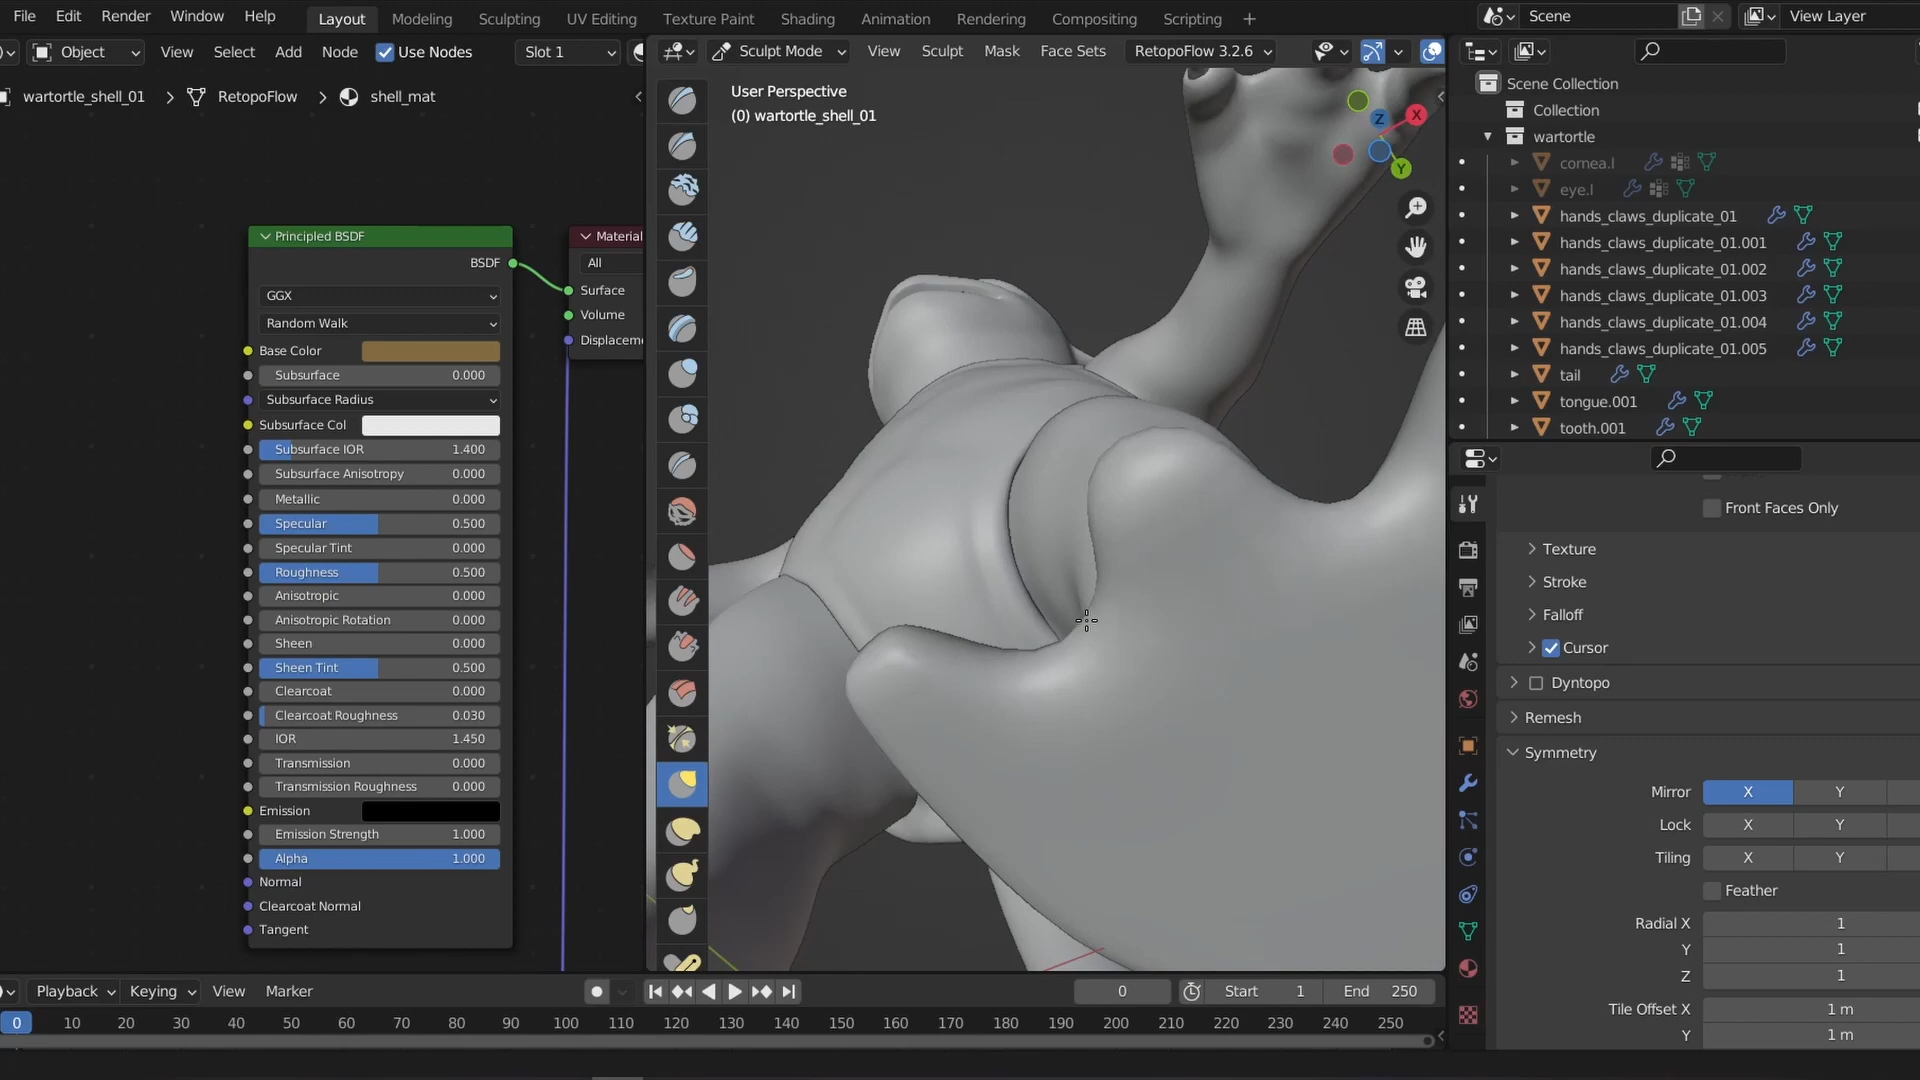 File Edit Render Window Help Layout Modeling Sculpting UV Editing Texture Paint Shading Animation Rendering Compositing Scripting + Scene View Layer
Object View Select Add Node Use Nodes Slot 1 Sculpt Mode View Sculpt Mask Face Sets RetopoFlow 3.2.6
wartortle_shell_01 > RetopoFlow > shell_mat
User Perspective
(0) wartortle_shell_01
X
Z
Y
Principled BSDF
BSDF
GGX
Random Walk
Base Color
Subsurface 0.000
Subsurface Radius
Subsurface Col
Subsurface IOR 1.400
Subsurface Anisotropy 0.000
Metallic 0.000
Specular 0.500
Specular Tint 0.000
Roughness 0.500
Anisotropic 0.000
Anisotropic Rotation 0.000
Sheen 0.000
Sheen Tint 0.500
Clearcoat 0.000
Clearcoat Roughness 0.030
IOR 1.450
Transmission 0.000
Transmission Roughness 0.000
Emission
Emission Strength 1.000
Alpha 1.000
Normal
Clearcoat Normal
Tangent
Material
All
Surface
Volume
Displaceme
Scene Collection
Collection
wartortle
cornea.l
eye.l
hands_claws_duplicate_01
hands_claws_duplicate_01.001
hands_claws_duplicate_01.002
hands_claws_duplicate_01.003
hands_claws_duplicate_01.004
hands_claws_duplicate_01.005
tail
tongue.001
tooth.001
Front Faces Only
Texture
Stroke
Falloff
Cursor
Dyntopo
Remesh
Symmetry
Mirror X Y
Lock X Y
Tiling X Y
Feather
Radial X 1
Y 1
Z 1
Tile Offset X 1 m
Y 1 m
Playback Keying View Marker 0 Start 1 End 250
0 10 20 30 40 50 60 70 80 90 100 110 120 130 140 150 160 170 180 190 200 210 220 230 240 250